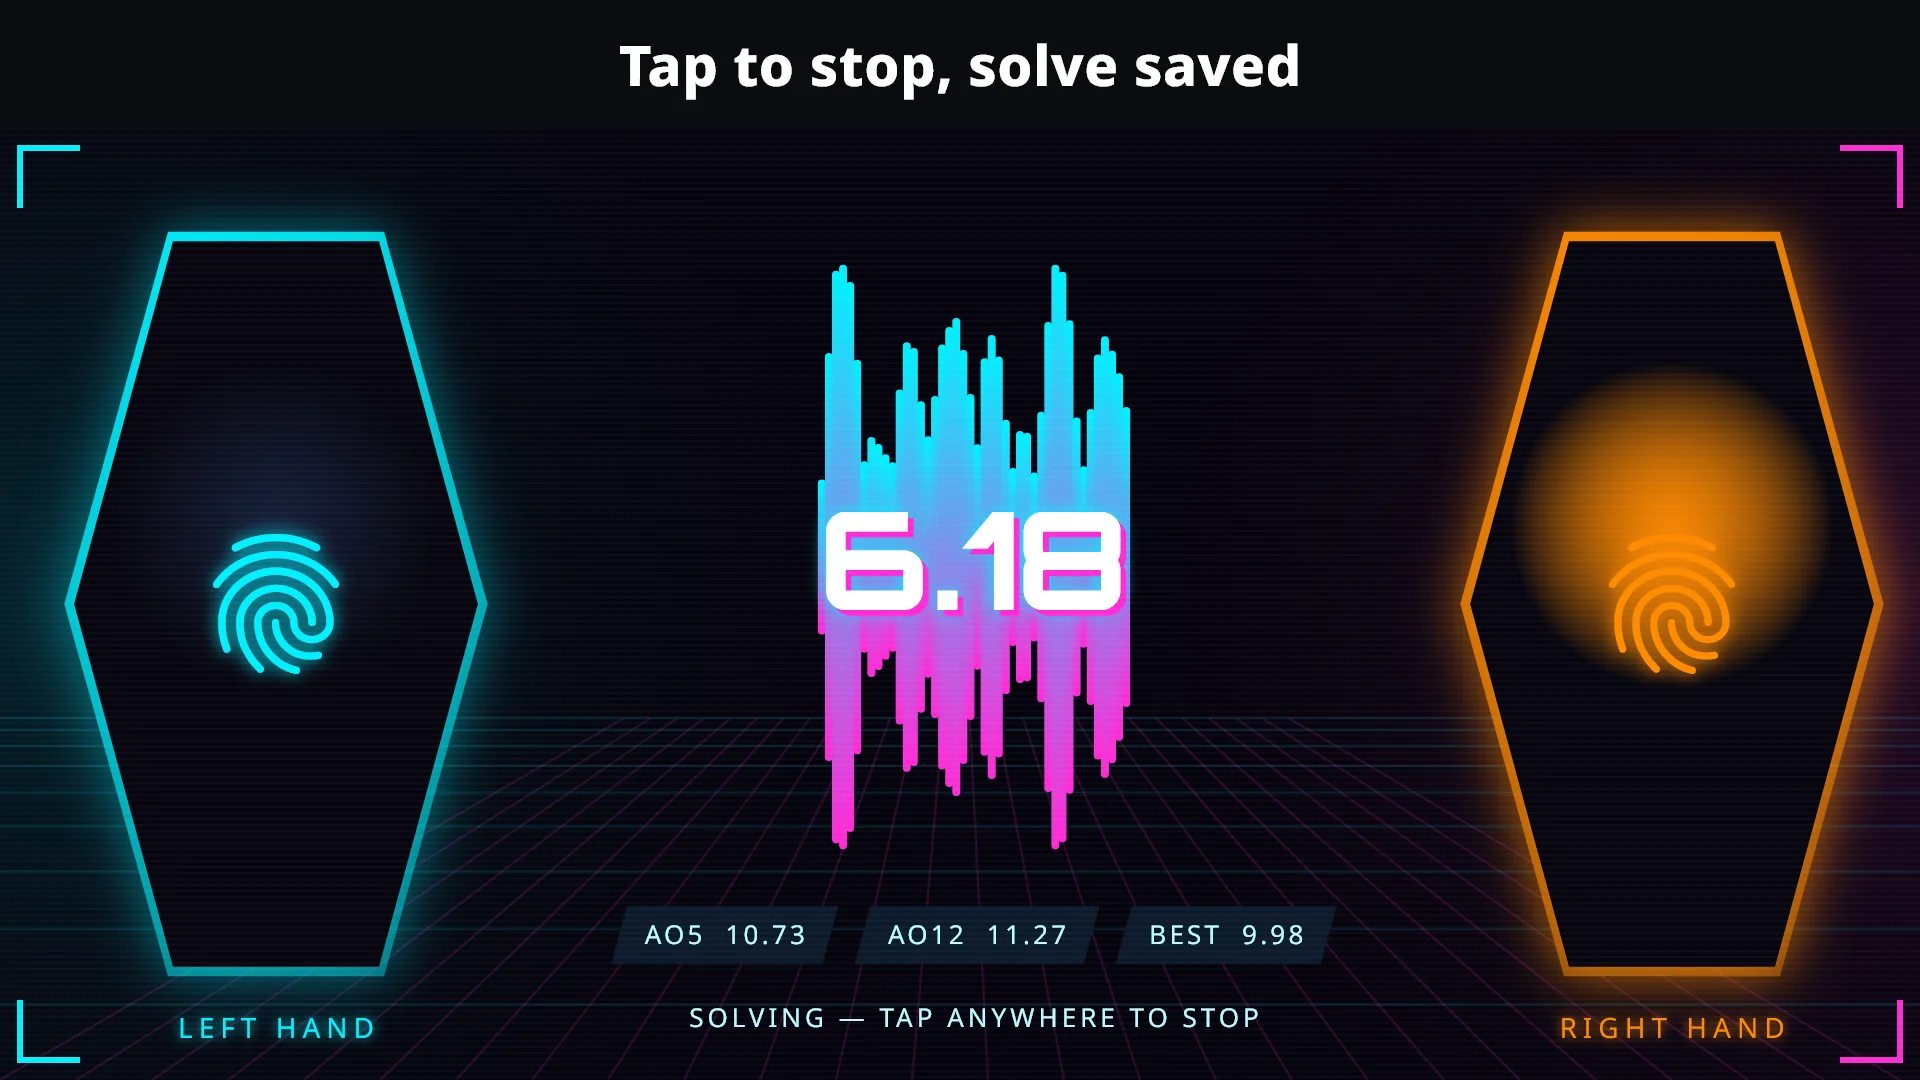 Tap to stop, solve saved
6.18
AO5 10.73
AO12 11.27
BEST 9.98
SOLVING — TAP ANYWHERE TO STOP
LEFT HAND
RIGHT HAND